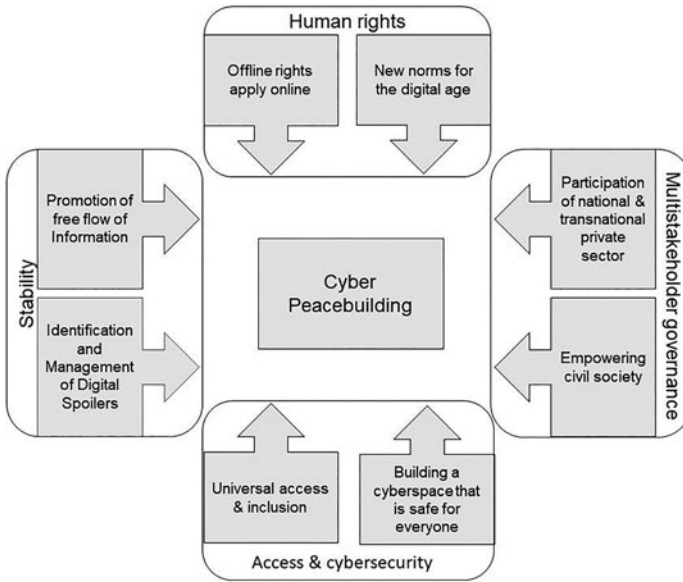 Human rights
Offline rights
apply online
New norms for
the digital age
Stability
Promotion of
free flow of
Information
Identification and
Management
of Digital
Spoilers
Cyber
Peacebuilding
Multistakeholder governance
Participation
of national &
transnational
private
sector
Empowering
civil society
Universal access
& inclusion
Building a
cyberspace that
is safe for
everyone
Access & cybersecurity